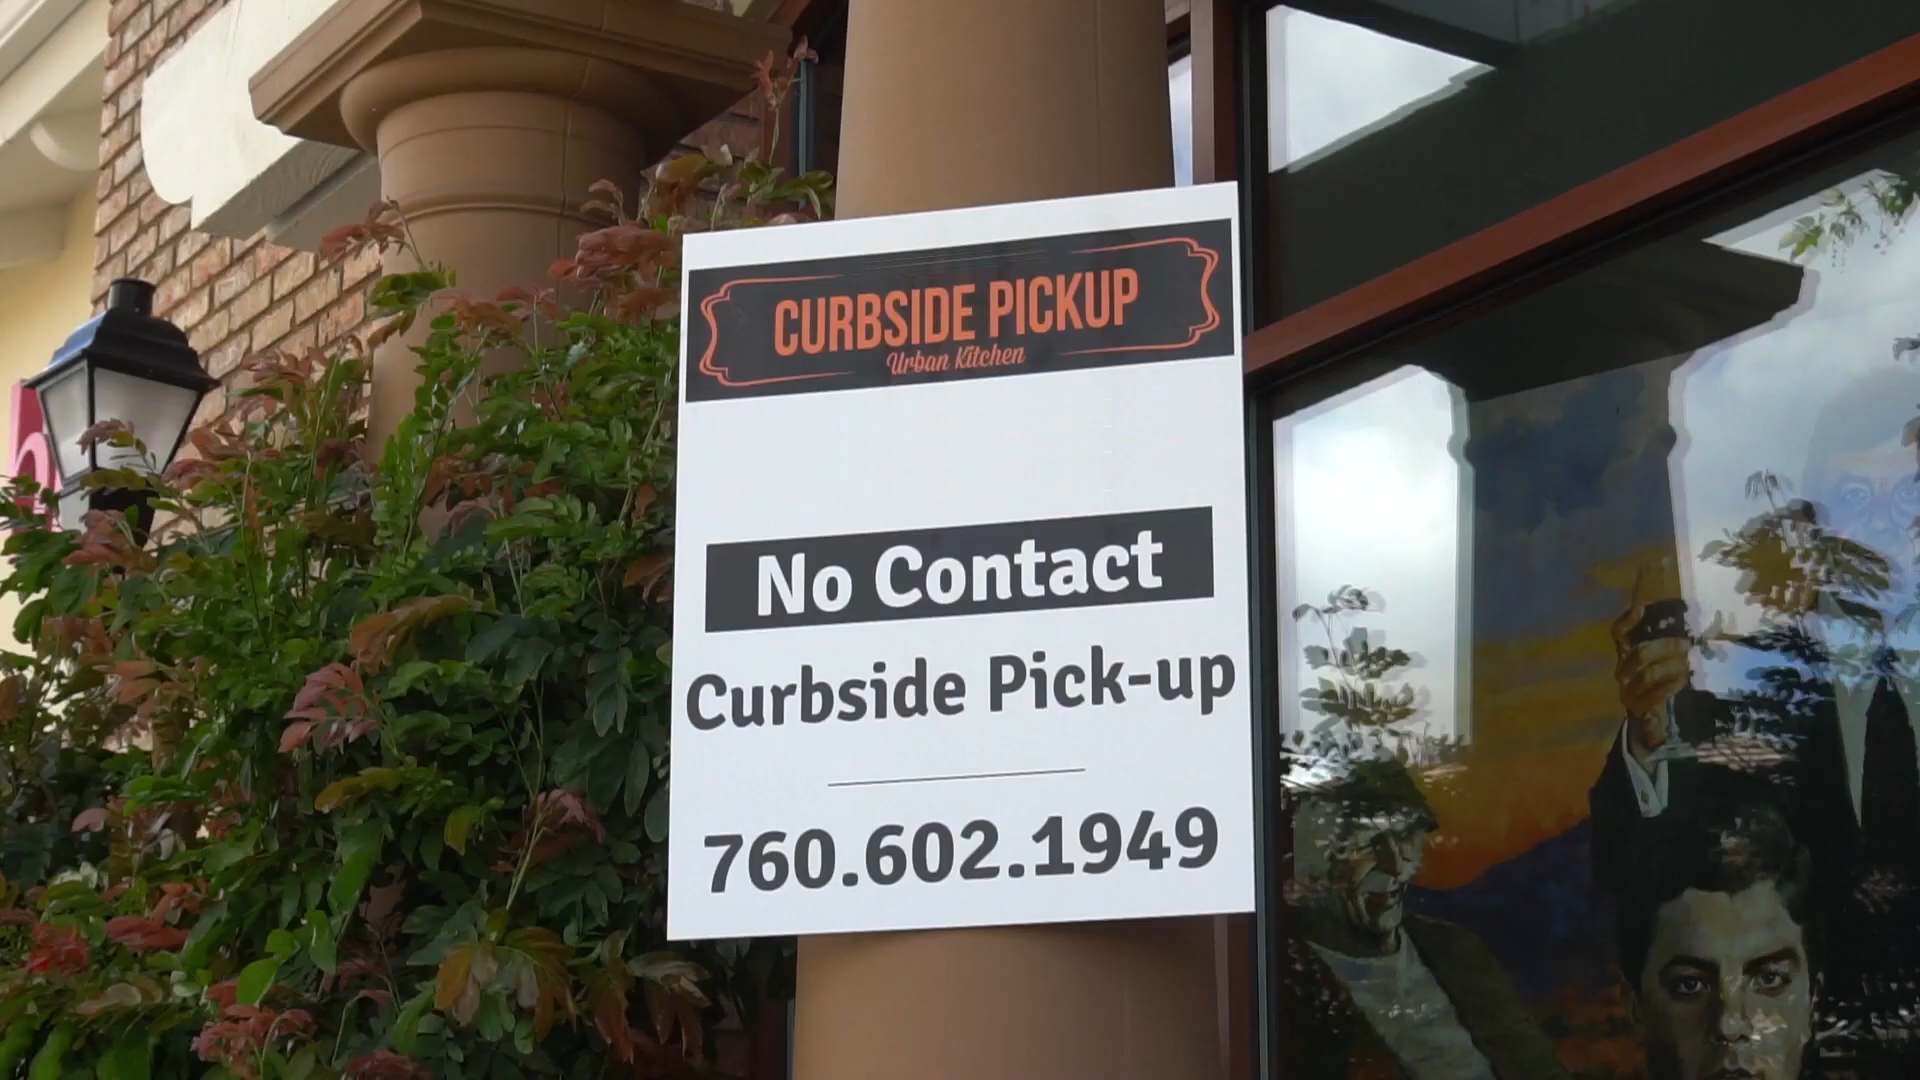 CURBSIDE PICKUP
Urban Kitchen
No Contact
Curbside Pick-up
760.602.1949